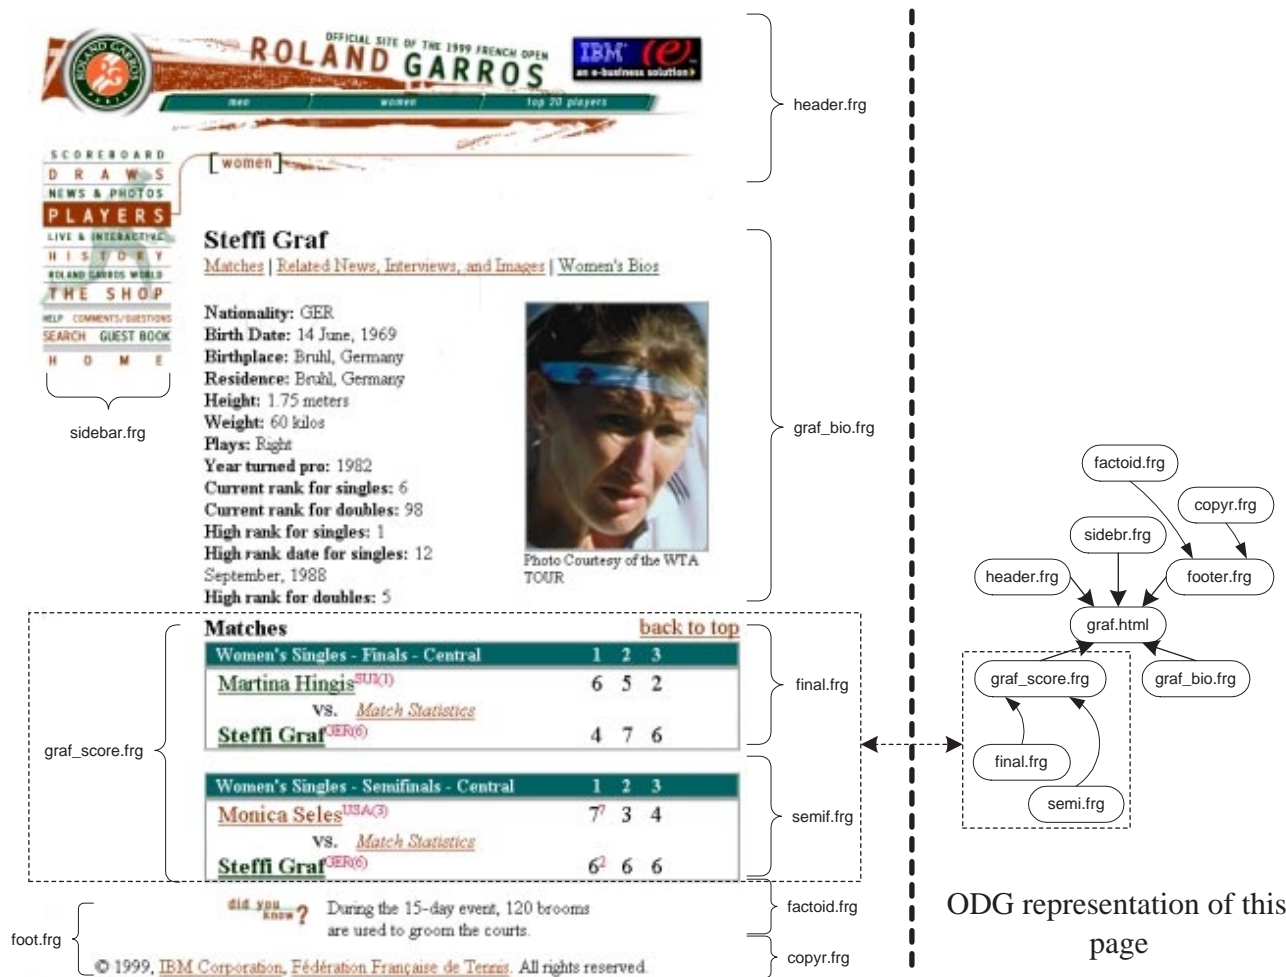 OFFICIAL SITE OF THE 1999 FRENCH OPEN
ROLAND GARROS
ROLAND GARROS
PARIS
IBM e
an e-business solution
men women top 20 players
header.frg
[women]
SCOREBOARD
DRAWS
NEWS & PHOTOS
PLAYERS
LIVE & INTERACTIVE
HISTORY
ROLAND GARROS WORLD
THE SHOP
HELP COMMENTS/QUESTIONS
SEARCH GUEST BOOK
HOME
sidebar.frg
Steffi Graf
Matches | Related News, Interviews, and Images | Women's Bios
Nationality: GER
Birth Date: 14 June, 1969
Birthplace: Bruhl, Germany
Residence: Bruhl, Germany
Height: 1.75 meters
Weight: 60 kilos
Plays: Right
Year turned pro: 1982
Current rank for singles: 6
Current rank for doubles: 98
High rank for singles: 1
High rank date for singles: 12
September, 1988
High rank for doubles: 5
Photo Courtesy of the WTA
TOUR
graf_bio.frg
Matches back to top
Women's Singles - Finals - Central 1 2 3
Martina Hingis SUI(1) 6 5 2
vs. Match Statistics
Steffi Graf GER(6) 4 7 6
final.frg
graf_score.frg
Women's Singles - Semifinals - Central 1 2 3
Monica Seles USA(3) 7 7 3 4
vs. Match Statistics
Steffi Graf GER(6) 6 2 6 6
semif.frg
did you know? During the 15-day event, 120 brooms
are used to groom the courts.
factoid.frg
foot.frg
© 1999, IBM Corporation, Fédération Française de Tennis. All rights reserved.
copyr.frg
factoid.frg
copyr.frg
sidebr.frg
header.frg
footer.frg
graf.html
graf_score.frg
graf_bio.frg
final.frg
semi.frg
ODG representation of this
page